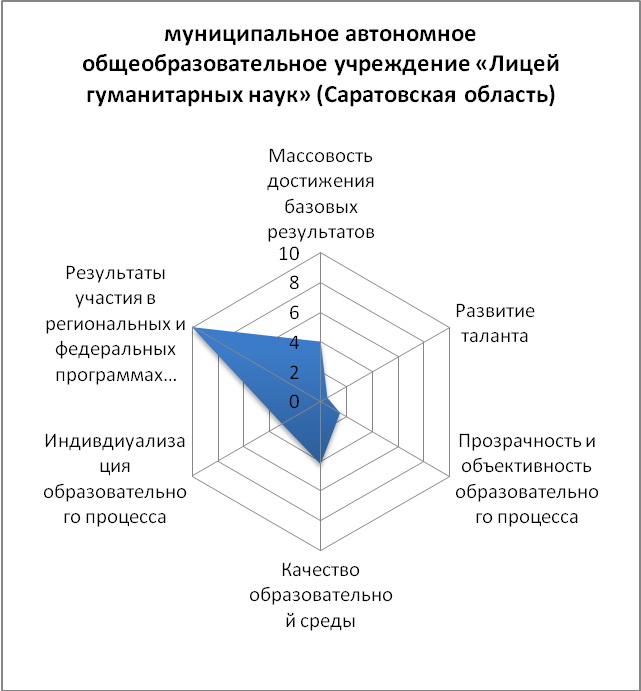 муниципальное автономное
общеобразовательное учреждение «Лицей
гуманитарных наук» (Саратовская область)
Массовость
достижения
базовых
результатов
10
8
6
4
2
0
Развитие
таланта
Прозрачность и
объективность
образовательно
го процесса
Качество
образовательно
й среды
Индивдиуализа
ция
образовательно
го процесса
Результаты
участия в
региональных и
федеральных
программах...